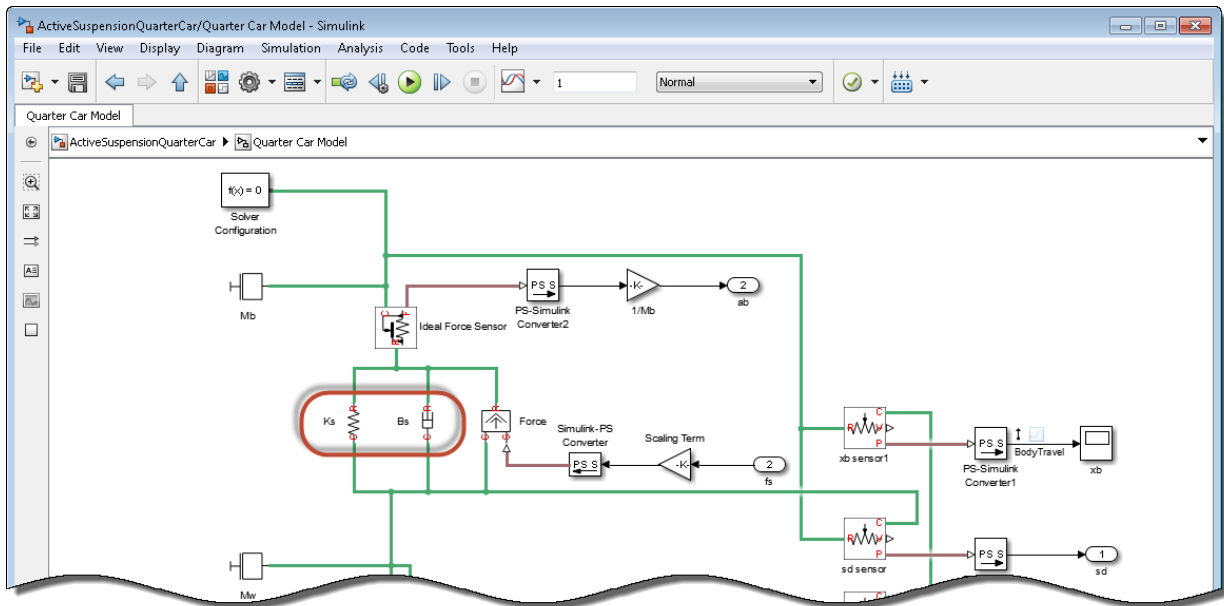 ActiveSuspensionQuarterCar/Quarter Car Model - Simulink
File Edit View Display Diagram Simulation Analysis Code Tools Help
1 Normal
Quarter Car Model
ActiveSuspensionQuarterCar Quarter Car Model
f(x) = 0
Solver
Configuration
Mb
C F
R
Ideal Force Sensor
PS S
PS-Simulink
Converter2
-K-
1/Mb
2
ab
Ks
R
C
Bs
R
C
R
C S
Force
Simulink-PS
Converter
PS S
Scaling Term
-K-
2
fs
R C V P
xb sensor1
PS S
PS-Simulink
Converter1
BodyTravel
xb
R C V P
sd sensor
PS S
1
sd
Mw